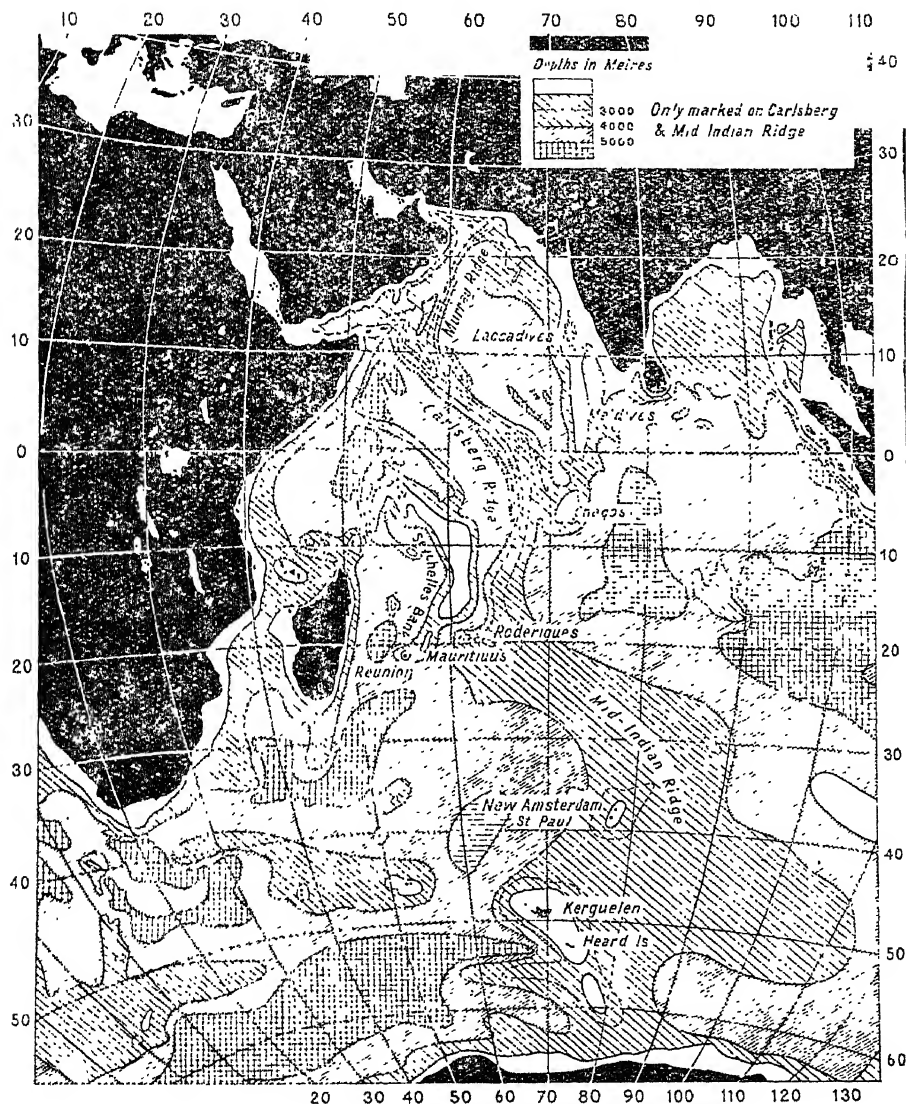 10 20 30 40 50 60 70 80 90 100 110
Depths in Metres
40
3000 Only marked on Carlsberg
4000 & Mid Indian Ridge
5000
30 30
20 20
Murray Ridge
Laccadives
10 10
Maldives
Carlsberg Ridge
0 0
Chagos
10 10
Seychelles Bank
Roderiques
20 Mauritiuus 20
Reunion
Mid-Indian Ridge
30 30
New Amsterdam
St Paul
40 40
Kerguelen
Heard Is
50 50
60
20 30 40 50 60 70 80 90 100 110 120 130